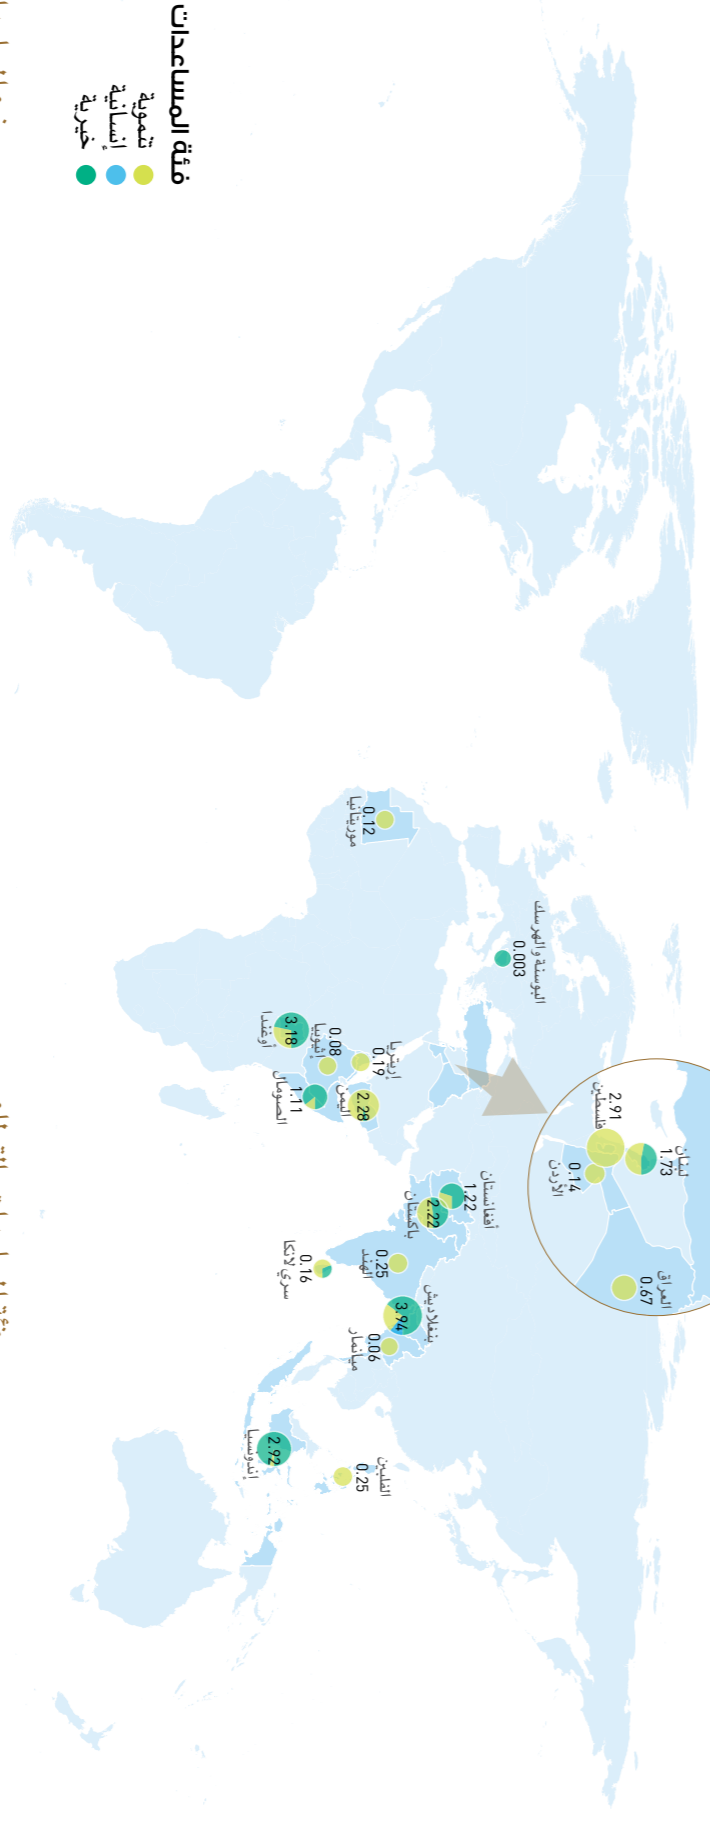 فئة المساعدات
تنموية
إنسانية
خيرية
0.12
موريتانيا
البوسنة والهرسك
0.003
3.18
أوغندا
0.08
إثيوبيا
إريتريا
0.19
1.11
الصومال
2.28
اليمن
2.91
فلسطين
لبنان
1.73
0.14
الأردن
العراق
0.67
أفغانستان
1.22
2.22
باكستان
0.25
الهند
0.16
سري لانكا
بنغلاديش
3.94
0.06
ميانمار
2.92
إندونيسيا
الفلبين
0.25